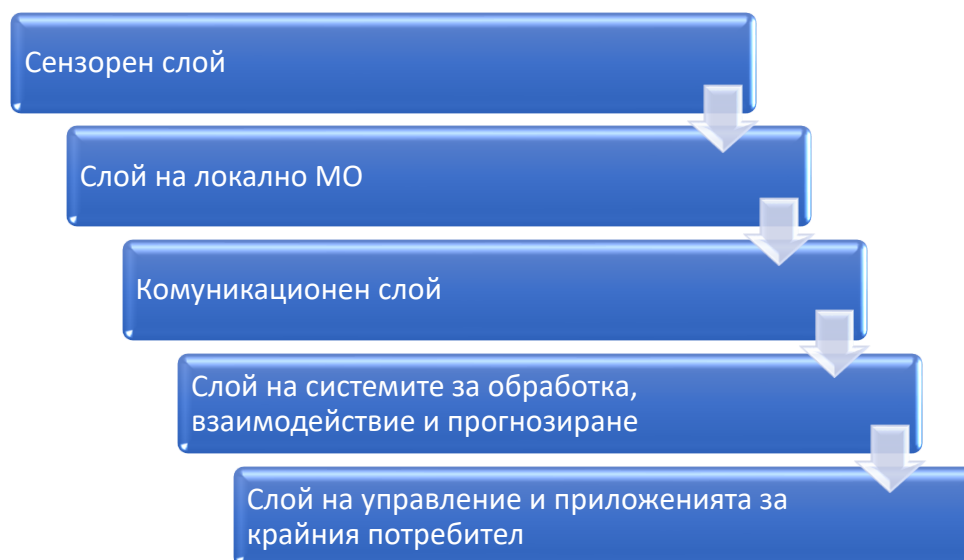 Сензорен слой
Слой на локално МО
Комуникационен слой
Слой на системите за обработка,
взаимодействие и прогнозиране
Слой на управление и приложенията за
крайния потребител